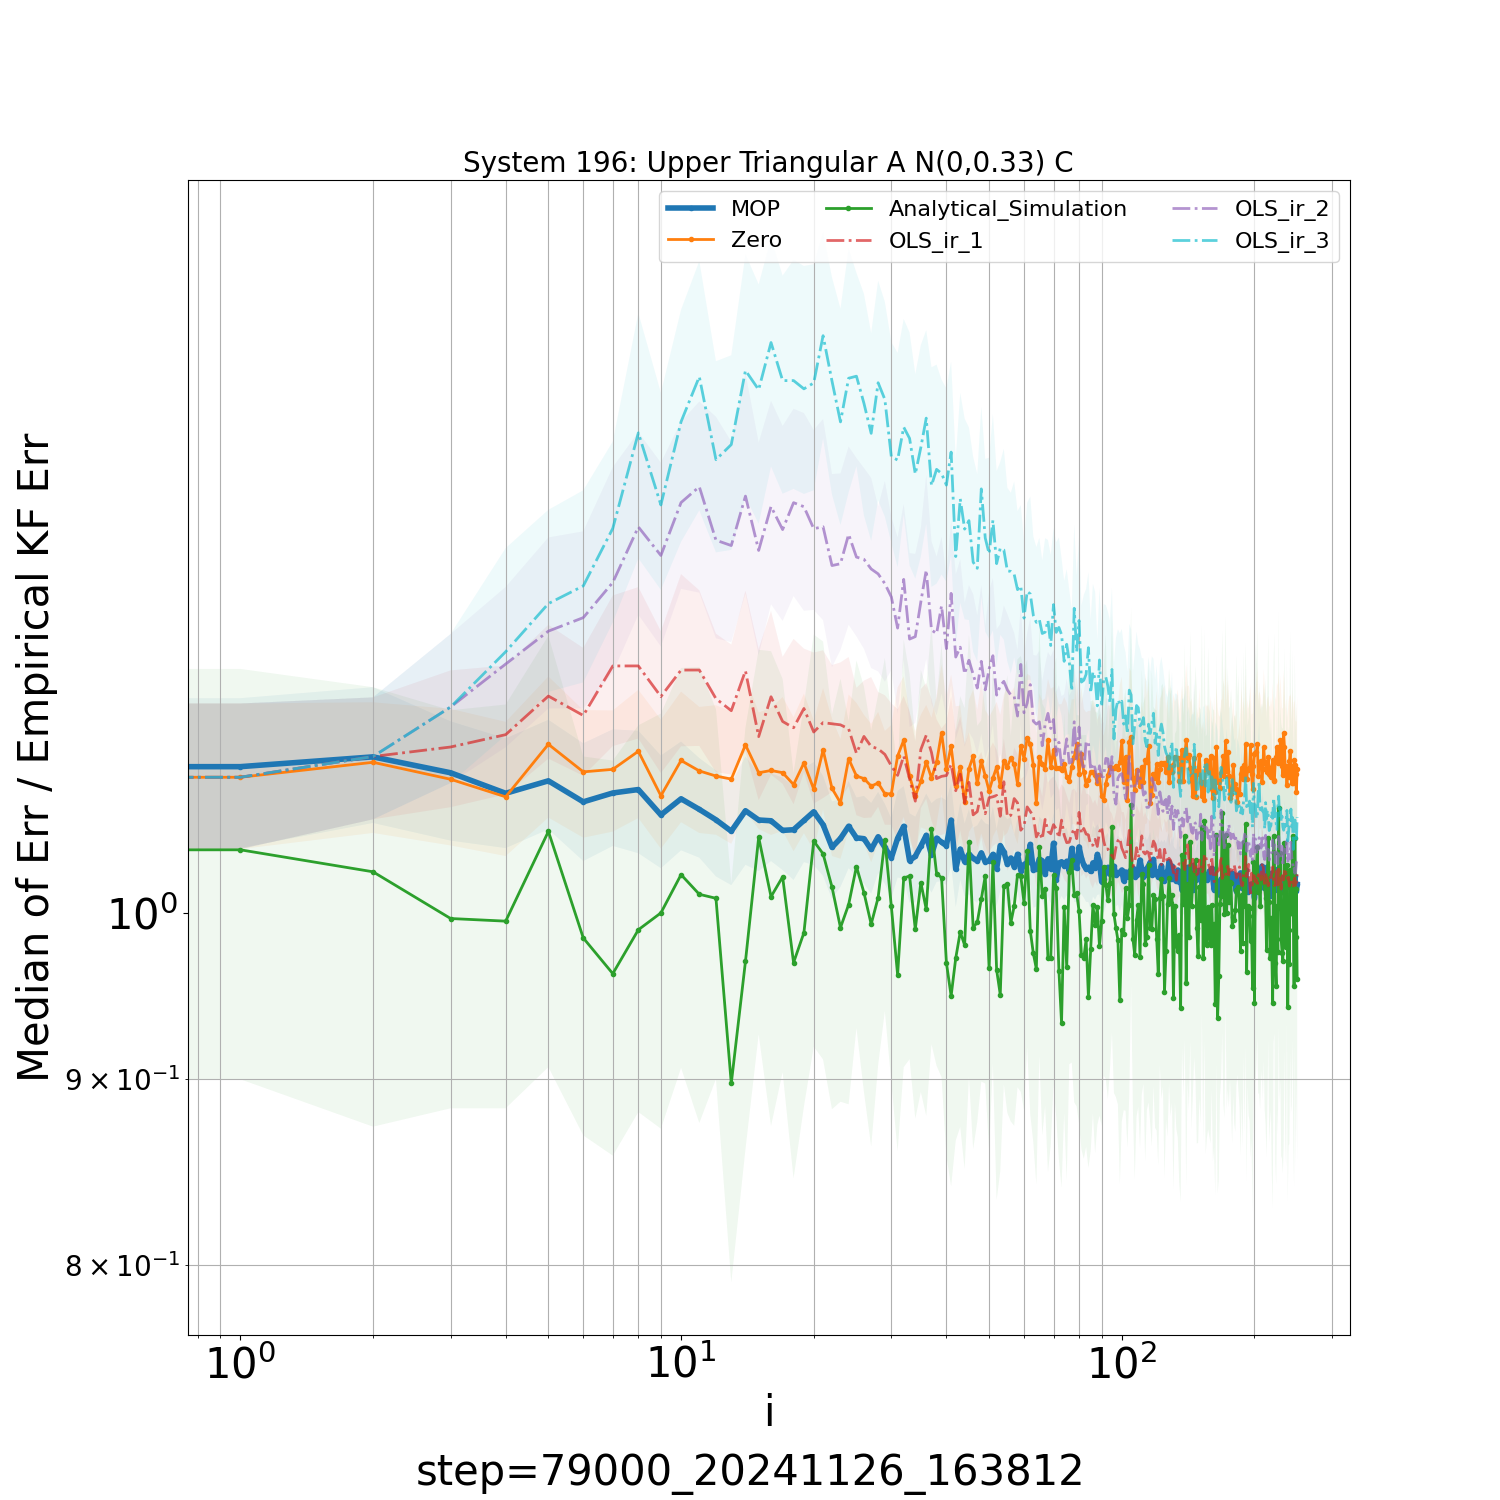 System 196: Upper Triangular A N(0,0.33) C
MOP
Zero
Analytical_Simulation
OLS_ir_1
OLS_ir_2
OLS_ir_3
Median of Err / Empirical KF Err
10⁰
9 × 10⁻¹
8 × 10⁻¹
10⁰
10¹
10²
i
step=79000_20241126_163812